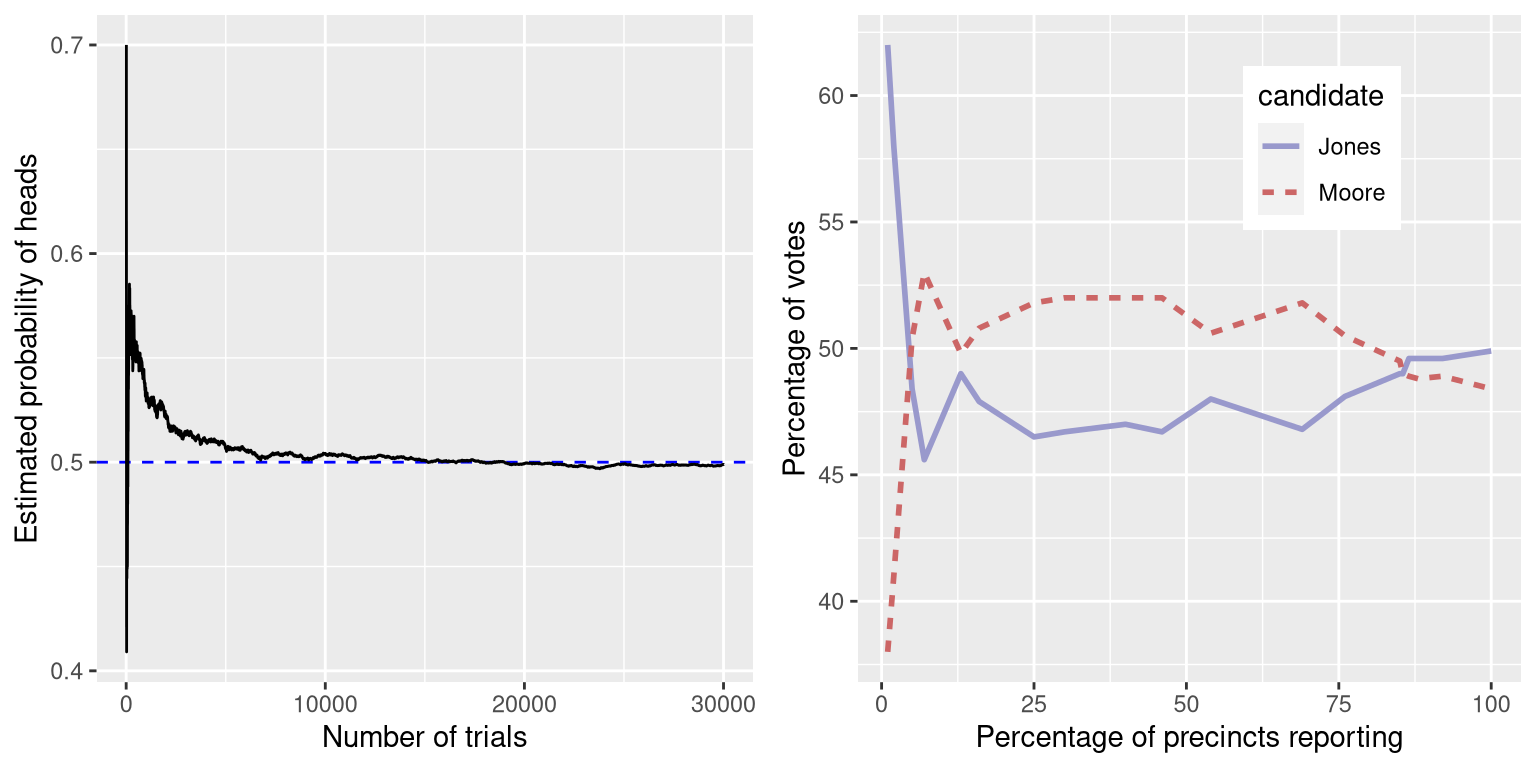 Estimated probability of heads
0.7
0.6
0.5
0.4
0
10000
20000
30000
Number of trials
Percentage of votes
60
55
50
45
40
0
25
50
75
100
Percentage of precincts reporting
candidate
Jones
Moore